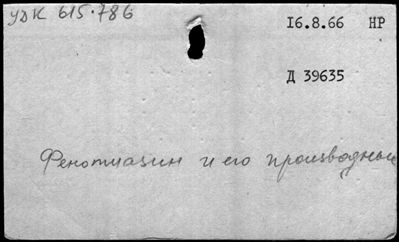 УДК 615.786
16.8.66 НР
Д 39635
Фенотиазин и его производные